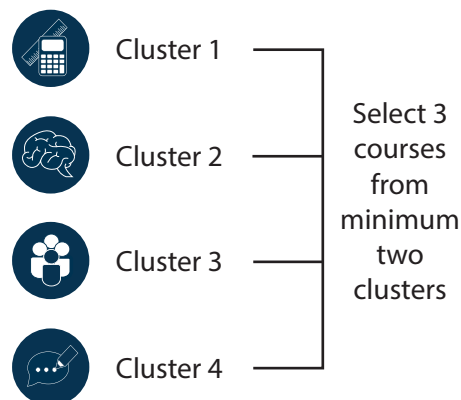 Cluster 1
Cluster 2
Cluster 3
Cluster 4
Select 3
courses
from
minimum
two
clusters